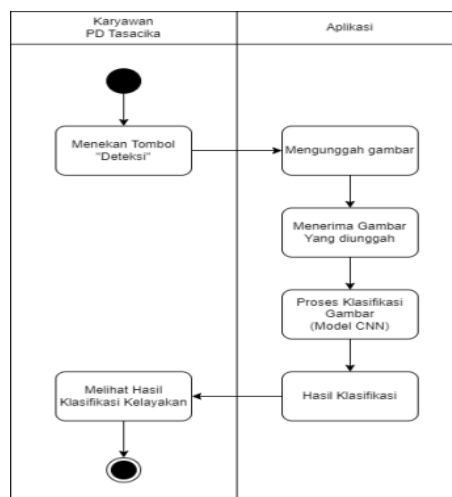 Karyawan
PD Tasacika
Aplikasi
Menekan Tombol
"Deteksi"
Mengunggah gambar
Menerima Gambar
Yang diunggah
Proses Klasifikasi
Gambar
(Model CNN)
Melihat Hasil
Klasifikasi Kelayakan
Hasil Klasifikasi